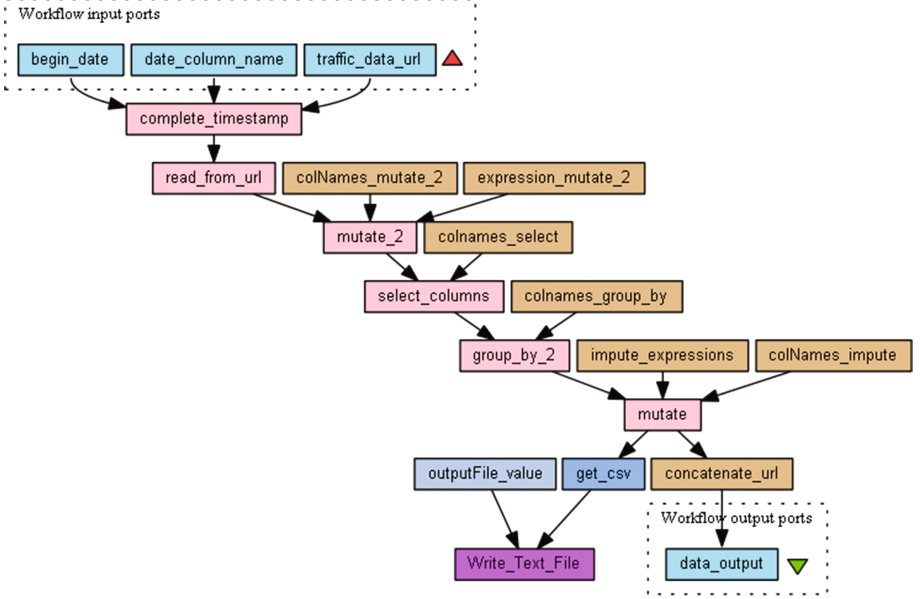 Workflow input ports
begin_date
date_column_name
traffic_data_url
complete_timestamp
read_from_url
colNames_mutate_2
expression_mutate_2
mutate_2
colnames_select
select_columns
colnames_group_by
group_by_2
impute_expressions
colNames_impute
mutate
outputFile_value
get_csv
concatenate_url
Workflow output ports
Write_Text_File
data_output